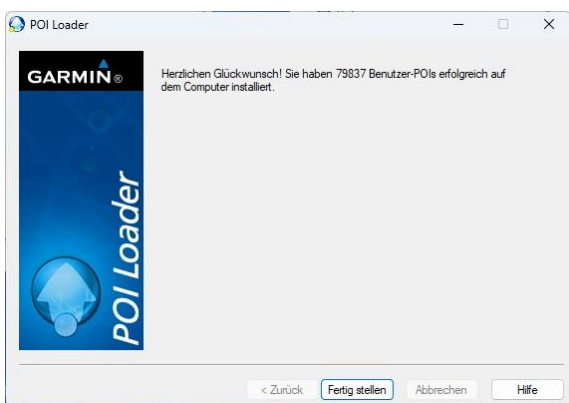 POI Loader
GARMIN®
Herzlichen Glückwunsch! Sie haben 79837 Benutzer-POIs erfolgreich auf
dem Computer installiert.
POI Loader
< Zurück
Fertig stellen
Abbrechen
Hilfe